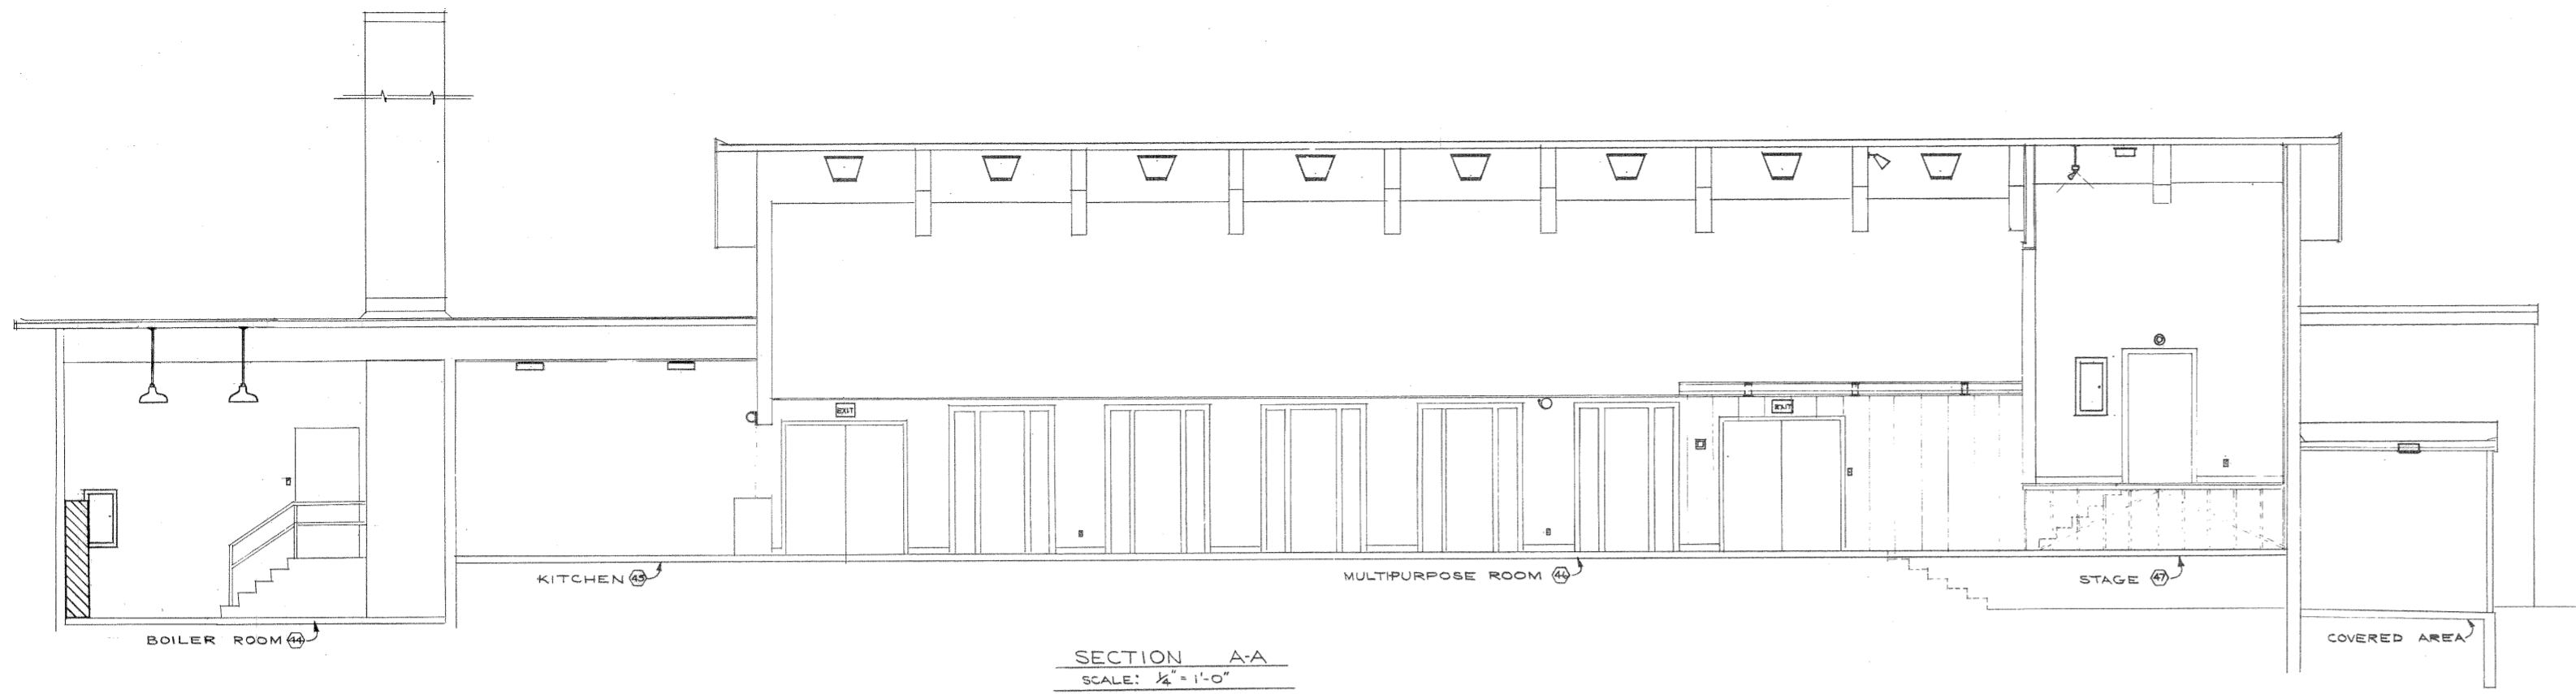 EXIT
EXIT
KITCHEN 45
MULTIPURPOSE ROOM 46
STAGE 47
BOILER ROOM 44
COVERED AREA
SECTION A-A
SCALE: 1/4" = 1'-0"